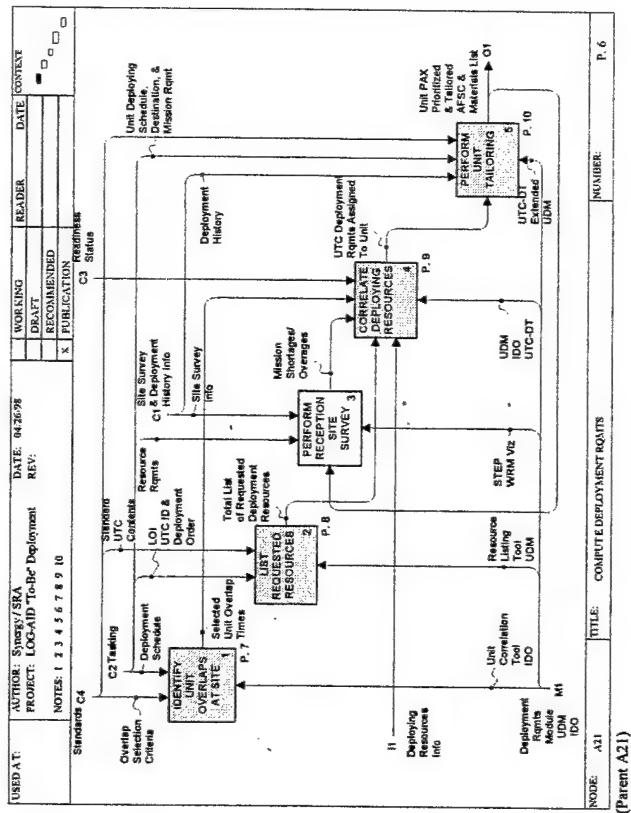 USED AT:
AUTHOR: Synergy / SRA
PROJECT: LOG-AID "To-Be" Deployment
NOTES: 1 2 3 4 5 6 7 8 9 10
DATE: 04/26/98
REV:
WORKING
DRAFT
RECOMMENDED
x PUBLICATION
READER
DATE
CONTEXT
Standards C4
C2 Tasking
C3
Readiness
Status
Overlap
Selection
Criteria
Deployment
Schedule
Standard
UTC
Contents
LOI
UTC ID &
Deployment
Order
Resource
Rqmts
Site Survey
C1 & Deployment
History Info
Site Survey
Info
Deployment
History
Unit Deploying
Schedule,
Destination, &
Mission Rqmt
IDENTIFY
UNIT
OVERLAPS
AT SITE
1
P. 7
Selected
Unit Overlap
Times
LIST
REQUESTED
RESOURCES
2
P. 8
Total List
of Requested
Deployment
Resources
PERFORM
RECEPTION
SITE
SURVEY
3
Mission
Shortages/
Overages
CORRELATE
DEPLOYING
RESOURCES
4
P. 9
UTC Deployment
Rqmts Assigned
To Unit
PERFORM
UNIT
TAILORING
5
P. 10
Unit PAX
Prioritized
& Tailored
AFSC &
Materials List
O1
I1
Deploying
Resources
Info
Deployment
Rqmts
Module
UDM
IDO
M1
Unit
Correlation
Tool
IDO
Resource
Listing
Tool
UDM
STEP
WRM Viz
UDM
IDO
UTC-DT
UTC-DT
Extended
UDM
NODE: A21
TITLE: COMPUTE DEPLOYMENT RQMTS
NUMBER:
P. 6
(Parent A21)